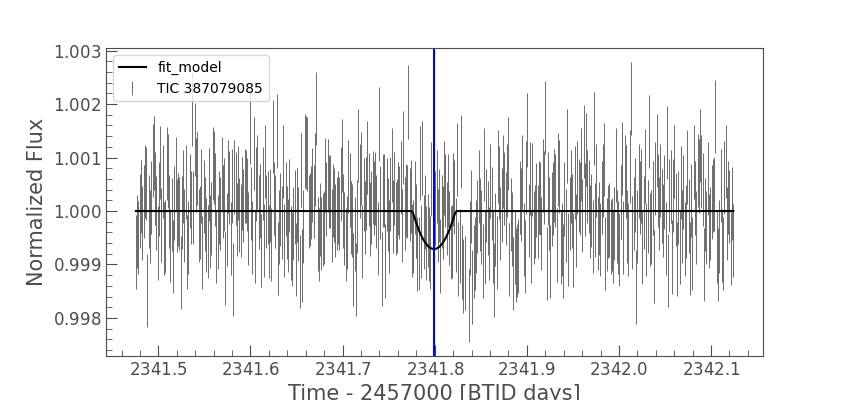 1.003
1.002
1.001
1.000
0.999
0.998
Normalized Flux
fit_model
TIC 387079085
2341.5 2341.6 2341.7 2341.8 2341.9 2342.0 2342.1
Time - 2457000 [BTJD days]